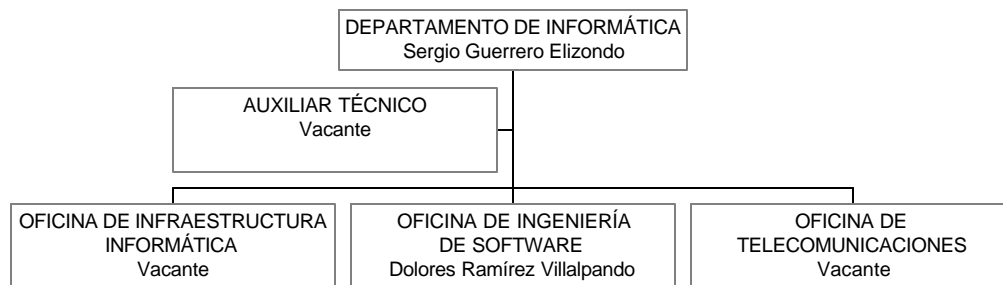 DEPARTAMENTO DE INFORMÁTICA
Sergio Guerrero Elizondo
AUXILIAR TÉCNICO
Vacante
OFICINA DE INFRAESTRUCTURA
INFORMÁTICA
Vacante
OFICINA DE INGENIERÍA
DE SOFTWARE
Dolores Ramírez Villalpando
OFICINA DE
TELECOMUNICACIONES
Vacante